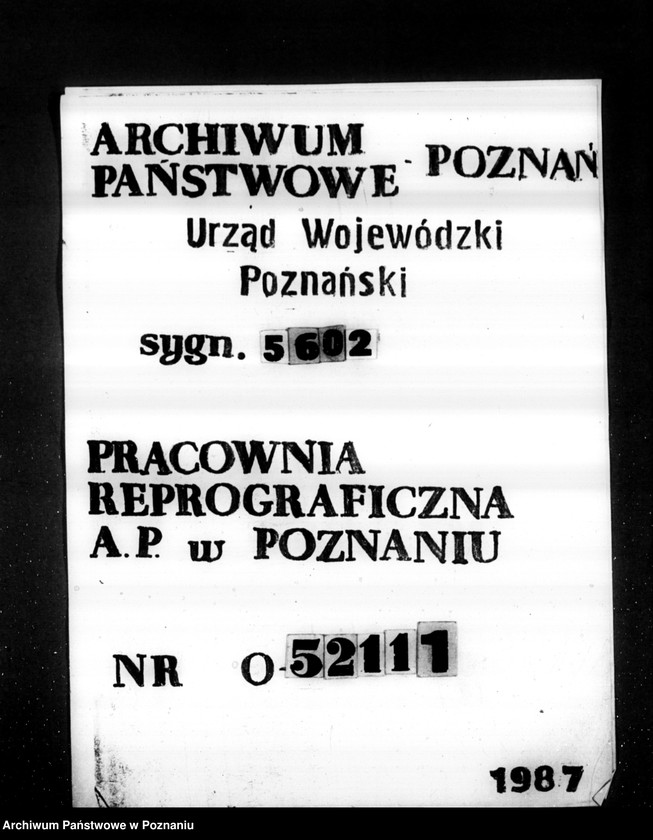 ARCHIWUM
PAŃSTWOWE - POZNAŃ
Urząd Wojewódzki
Poznański
sygn. 5602
PRACOWNIA
REPROGRAFICZNA
A.P. w POZNANIU
NR O-52111
1987
Archiwum Państwowe w Poznaniu